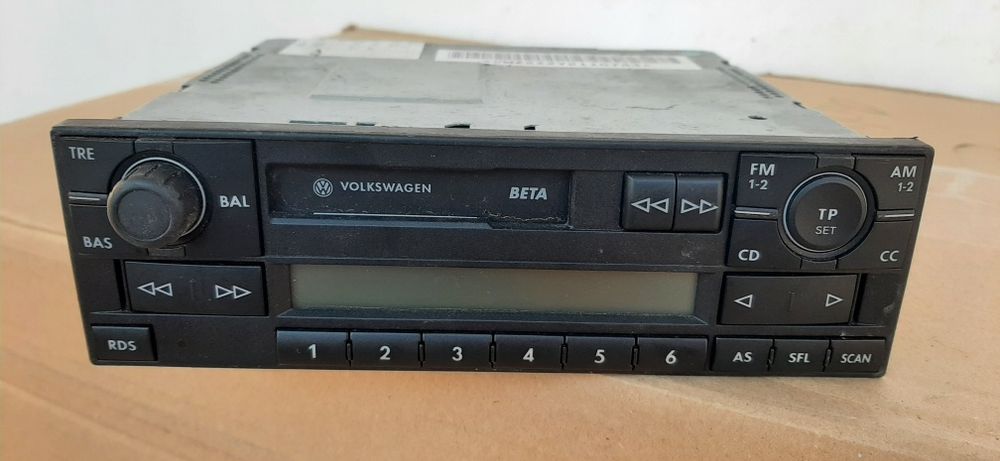 TRE
BAL
BAS
VOLKSWAGEN
BETA
FM
1-2
AM
1-2
TP
SET
CD
CC
RDS
1
2
3
4
5
6
AS
SFL
SCAN